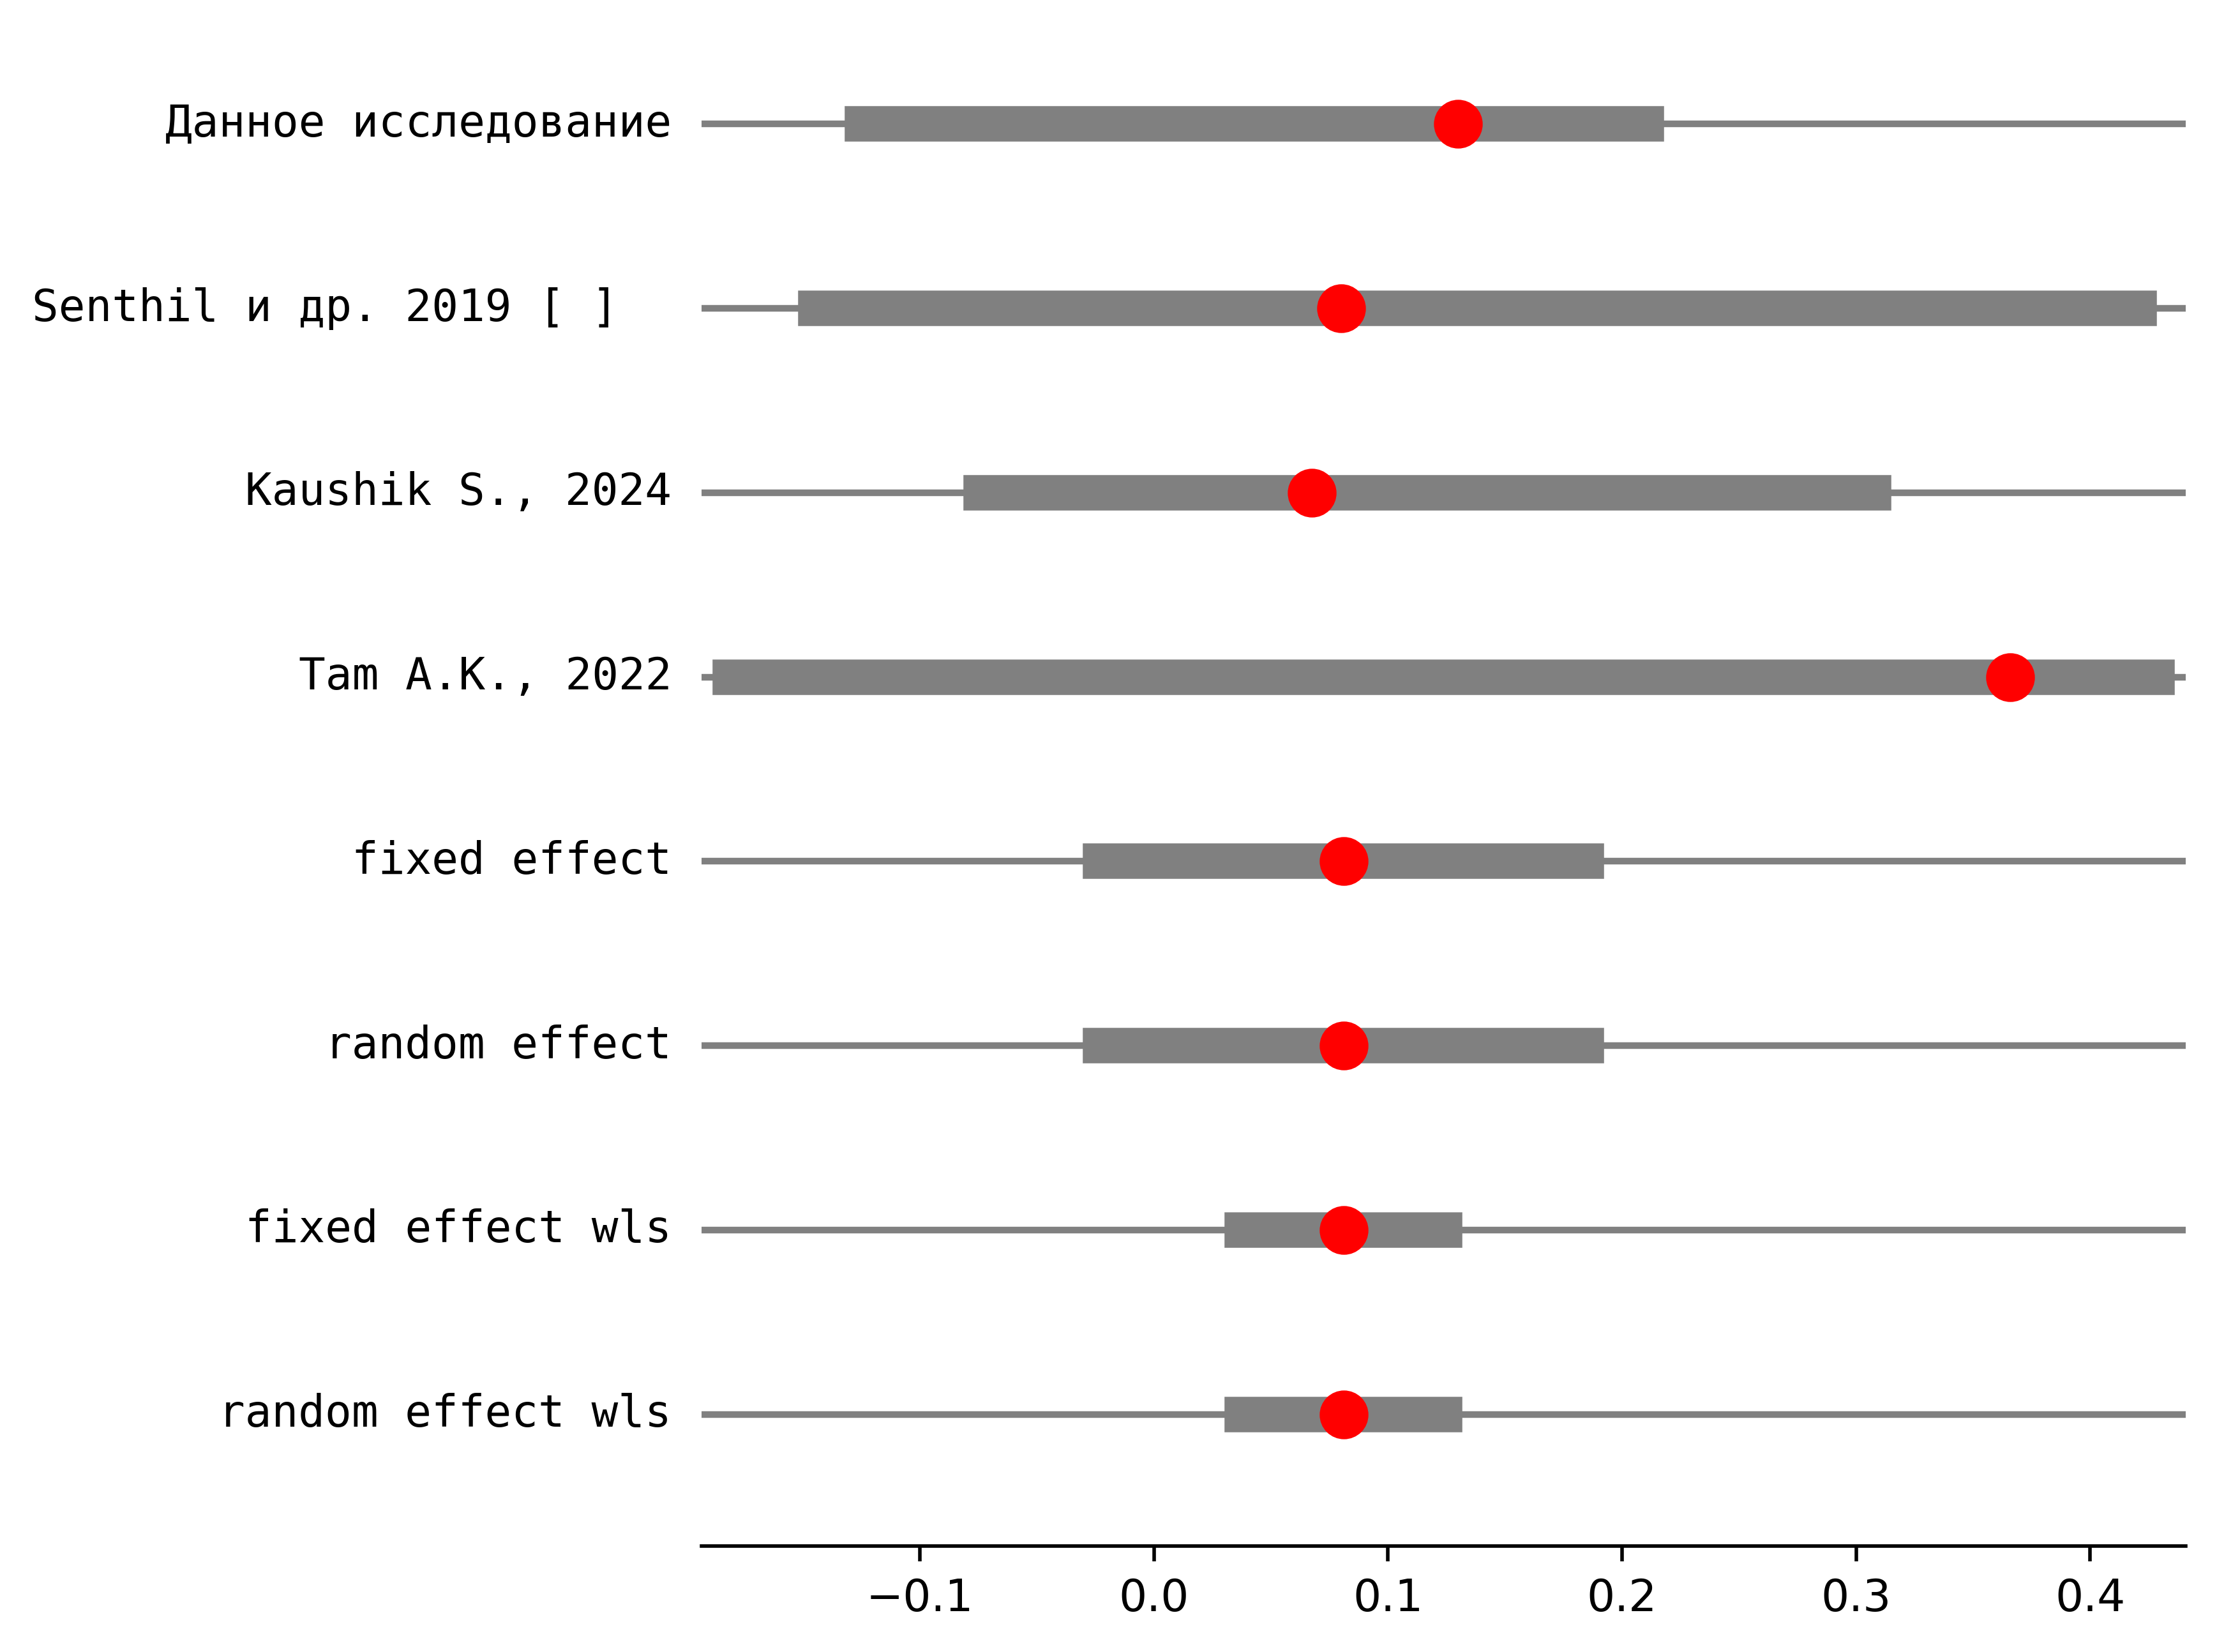 Данное исследование
Senthil и др. 2019 [ ]
Kaushik S., 2024
Tam A.K., 2022
fixed effect
random effect
fixed effect wls
random effect wls
−0.1 0.0 0.1 0.2 0.3 0.4